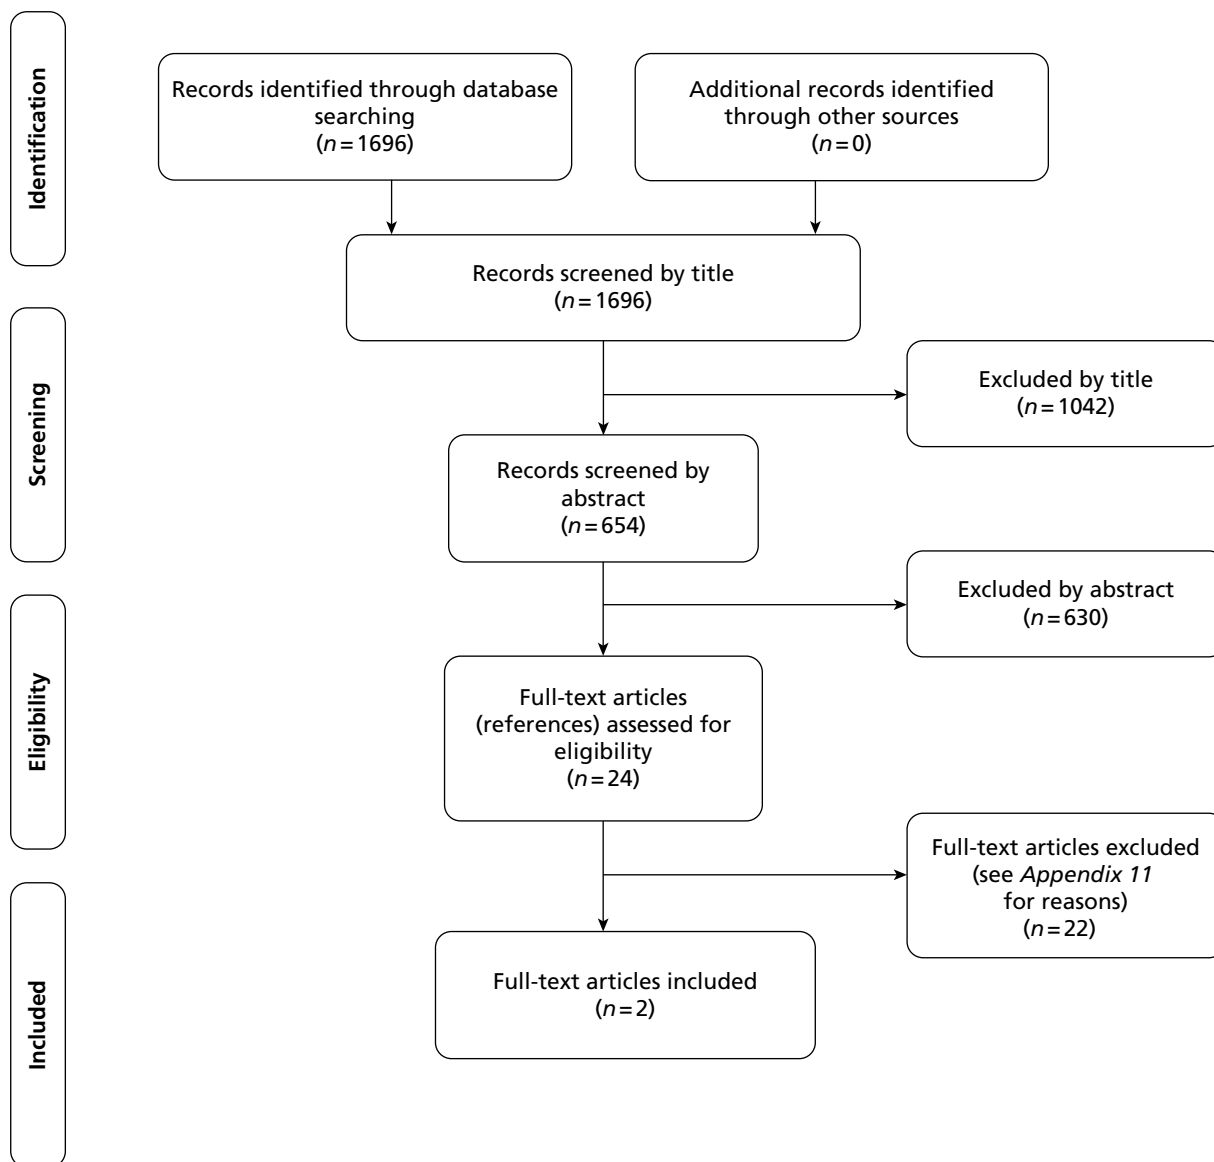 Identification
Records identified through database
searching
(n=1696)
Additional records identified
through other sources
(n=0)
Records screened by title
(n=1696)
Screening
Excluded by title
(n=1042)
Records screened by
abstract
(n=654)
Excluded by abstract
(n=630)
Eligibility
Full-text articles
(references) assessed for
eligibility
(n=24)
Full-text articles excluded
(see Appendix 11
for reasons)
(n=22)
Included
Full-text articles included
(n=2)